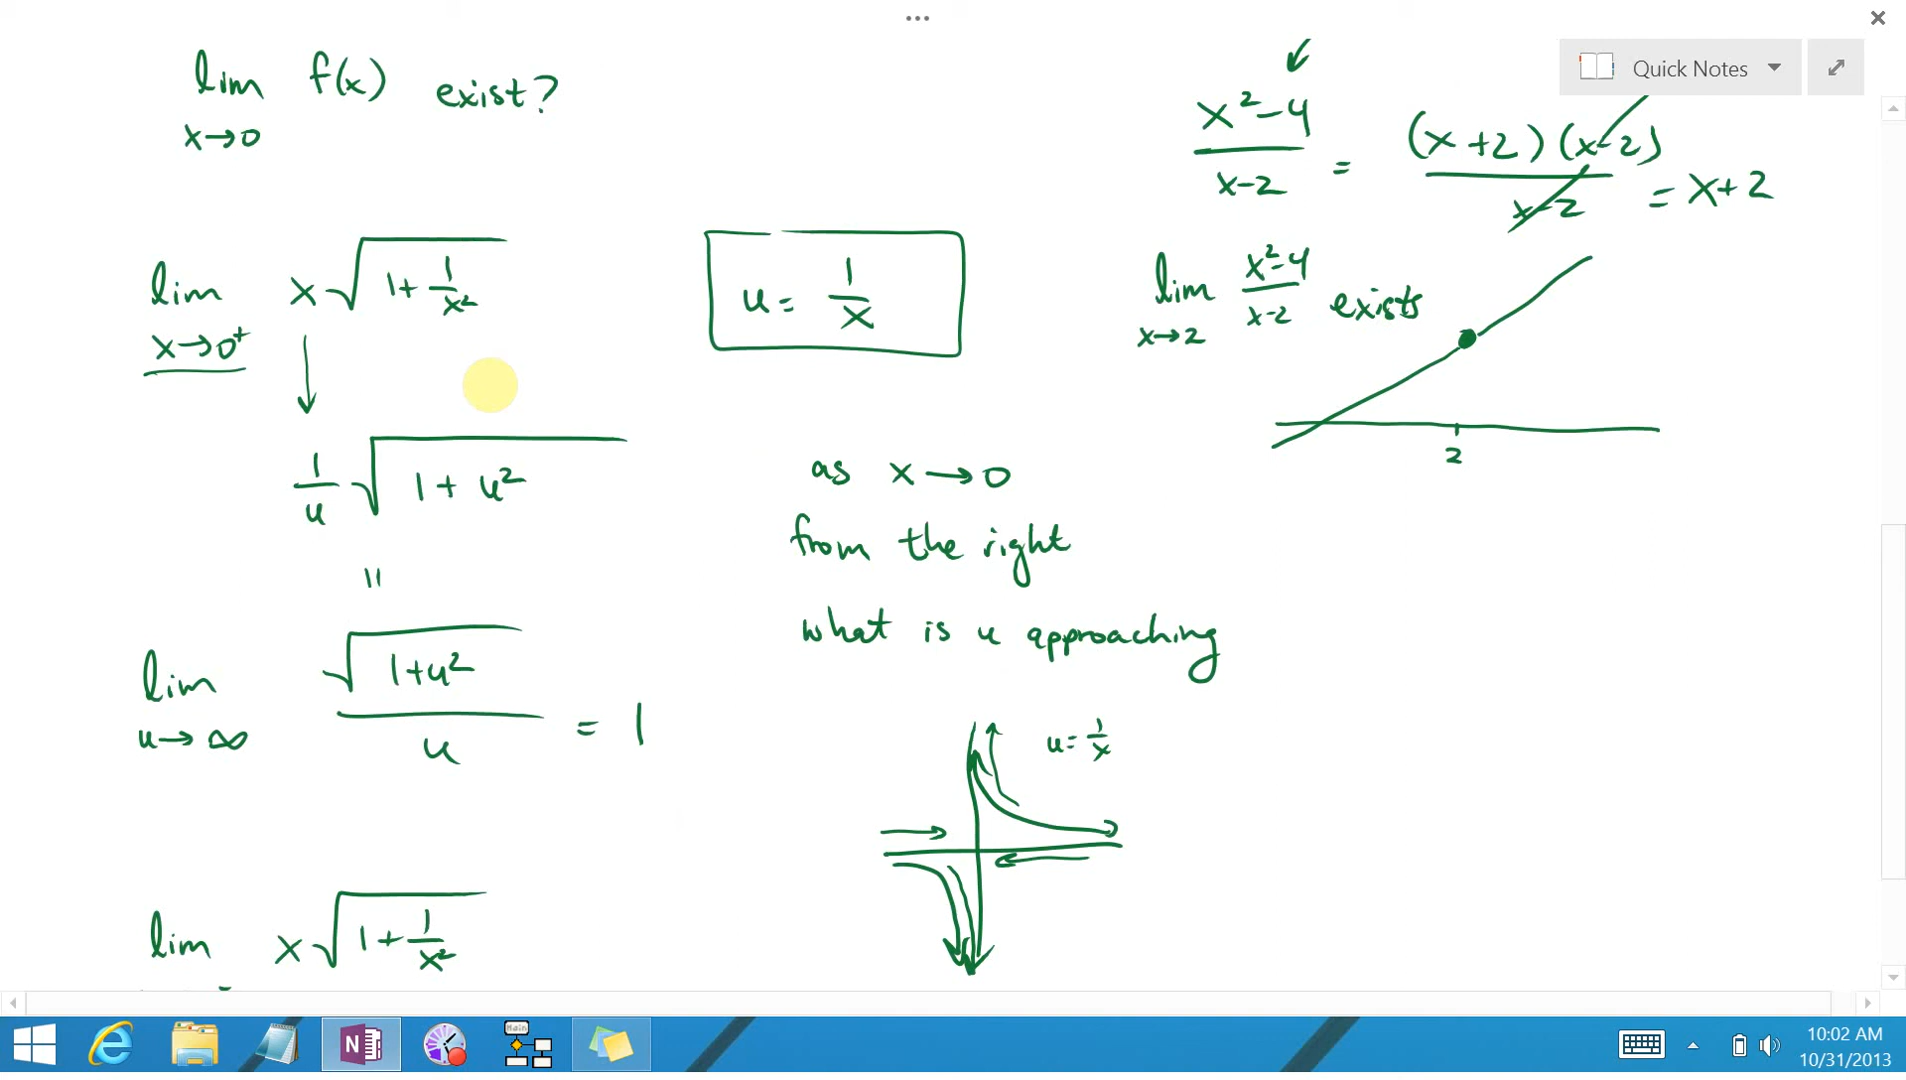 lim f(x) exist?
x→0
lim x√(1 + 1/x²)
x→0⁺
u = 1/x
1/u √(1 + u²)
=
lim √(1+u²)/u = 1
u→∞
lim x√(1 + 1/x²)
as x→0
from the right
what is u approaching
u = 1/x
Quick Notes
(x²-4)/(x-2) = (x+2)(x-2)/(x-2) = x+2
lim (x²-4)/(x-2) exists
x→2
2
Main
10:02 AM
10/31/2013